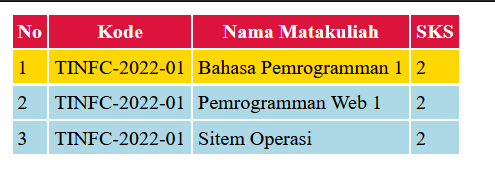 No Kode Nama Matakuliah SKS
1 TINFC-2022-01 Bahasa Pemrogramman 1 2
2 TINFC-2022-01 Pemrogramman Web 1 2
3 TINFC-2022-01 Sitem Operasi 2